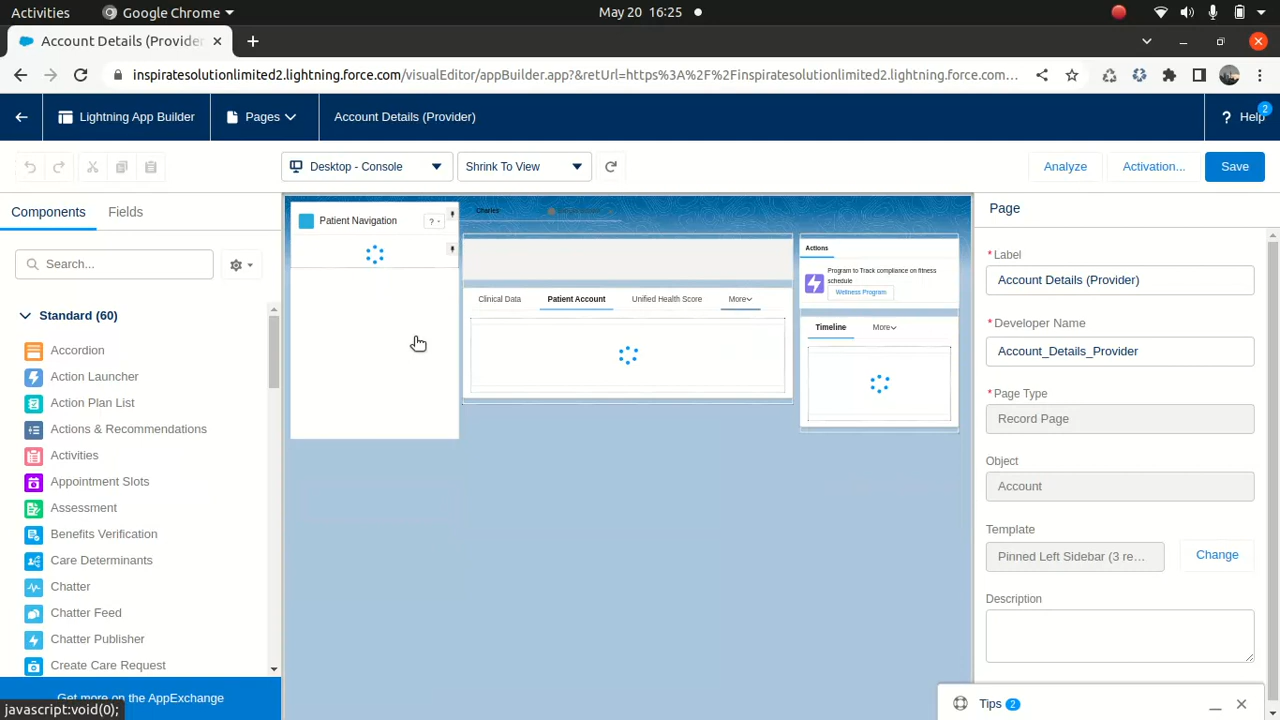 Activities
Google Chrome
May 20 16:25
Account Details (Provider
inspiratesolutionlimited2.lightning.force.com/visualEditor/appBuilder.app?&retUrl=https%3A%2F%2Finspiratesolutionlimited2.lightning.force.com...
Lightning App Builder
Pages
Account Details (Provider)
? Help
2
Desktop - Console
Shrink To View
Analyze
Activation...
Save
Components
Fields
Search...
Standard (60)
Accordion
Action Launcher
Action Plan List
Actions & Recommendations
Activities
Appointment Slots
Assessment
Benefits Verification
Care Determinants
Chatter
Chatter Feed
Chatter Publisher
Create Care Request
Get more on the AppExchange
javascript:void(0);
Patient Navigation
?
Charles
Clinical Data
Patient Account
Unified Health Score
More
Actions
Program to Track compliance on fitness
schedule
Wellness Program
Timeline
More
Page
*Label
Account Details (Provider)
*Developer Name
Account_Details_Provider
*Page Type
Record Page
Object
Account
Template
Pinned Left Sidebar (3 re...
Change
Description
Tips 2